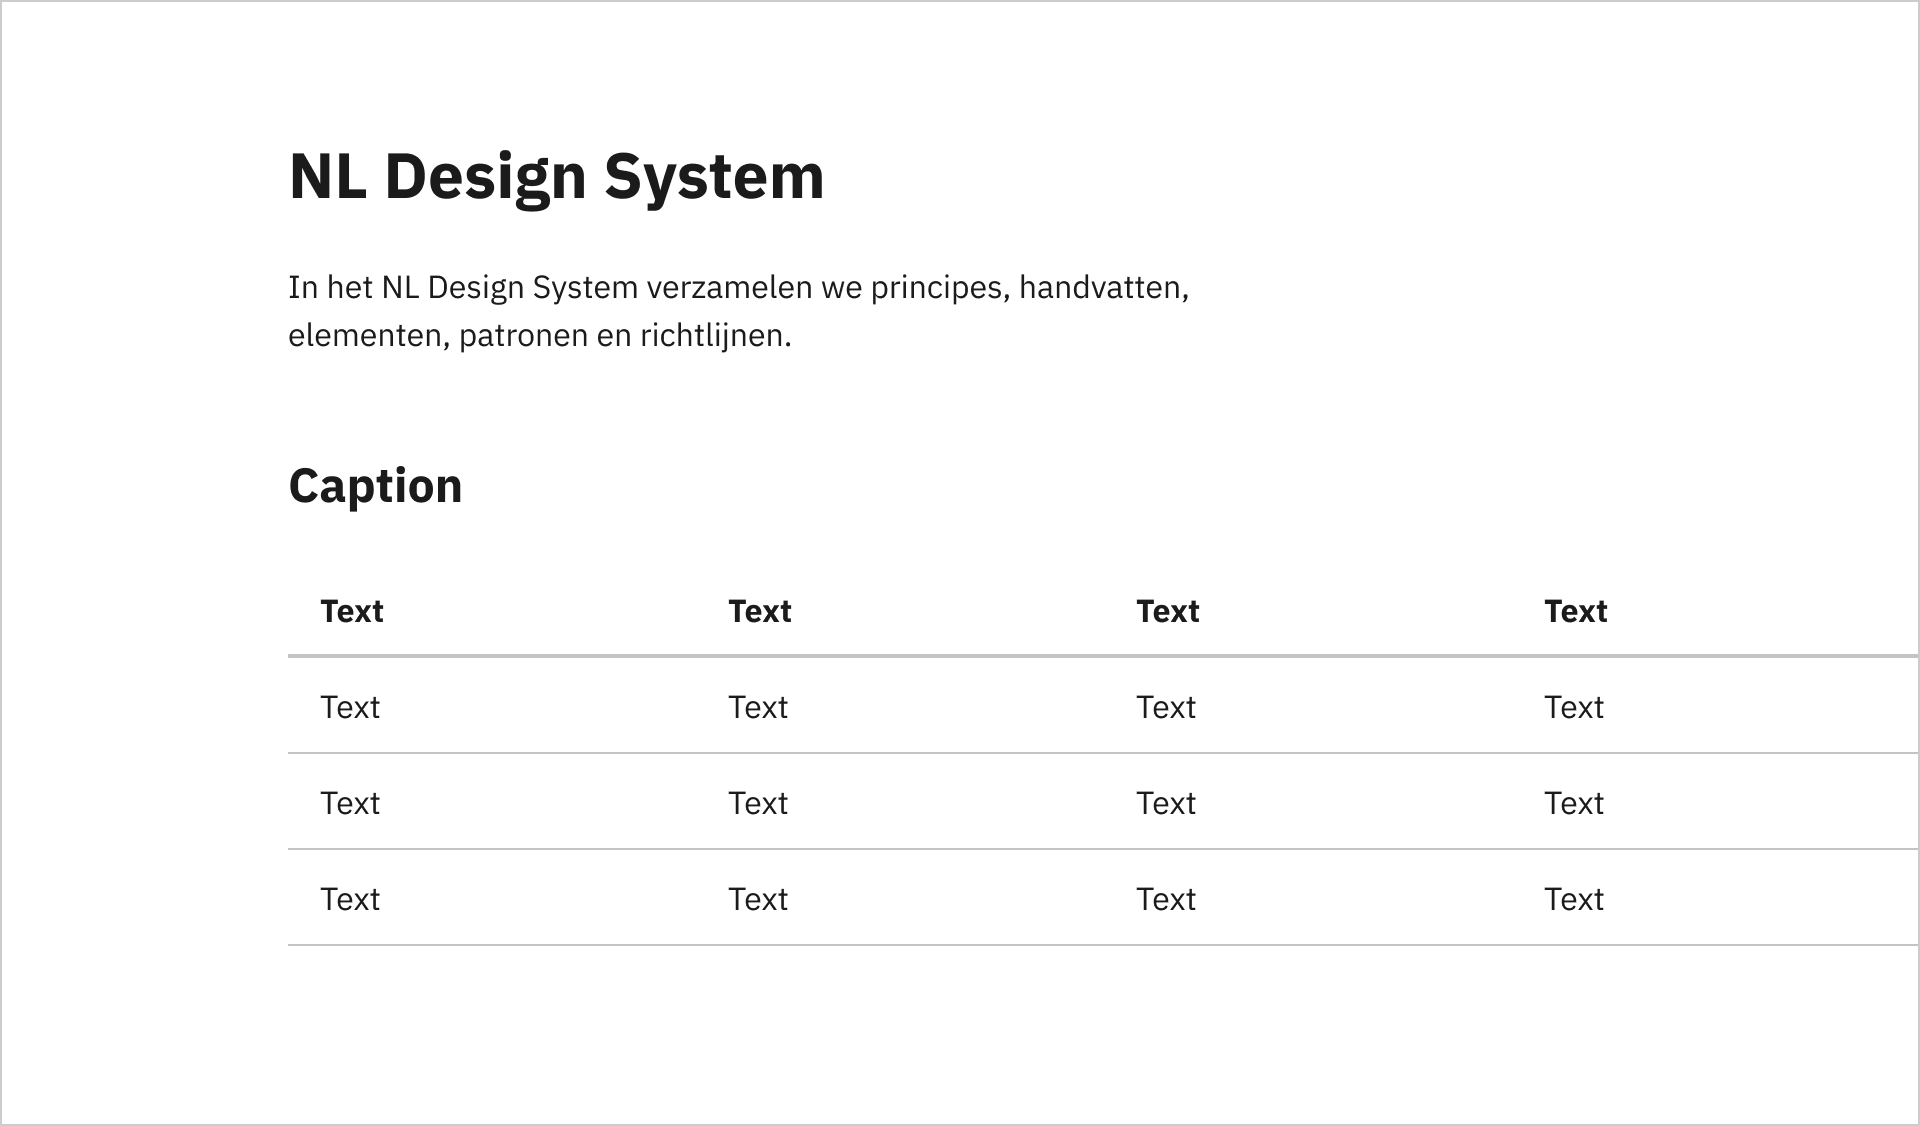 NL Design System
In het NL Design System verzamelen we principes, handvatten,
elementen, patronen en richtlijnen.
Caption
Text Text Text Text
Text Text Text Text
Text Text Text Text
Text Text Text Text